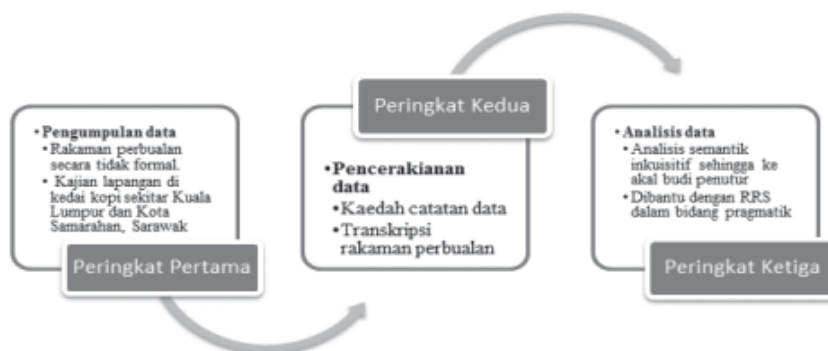 • Pengumpulan data
• Rakaman perbualan
secara tidak formal.
• Kajian lapangan di
kedai kopi sekitar Kuala
Lumpur dan Kota
Samarahan, Sarawak
Peringkat Pertama
Peringkat Kedua
•Pencerakianan
data
•Kaedah catatan data
•Transkripsi
rakaman perbualan
• Analisis data
• Analisis semantik
inkuisitif sehingga ke
akal budi penutur
• Dibantu dengan RRS
dalam bidang pragmatik
Peringkat Ketiga